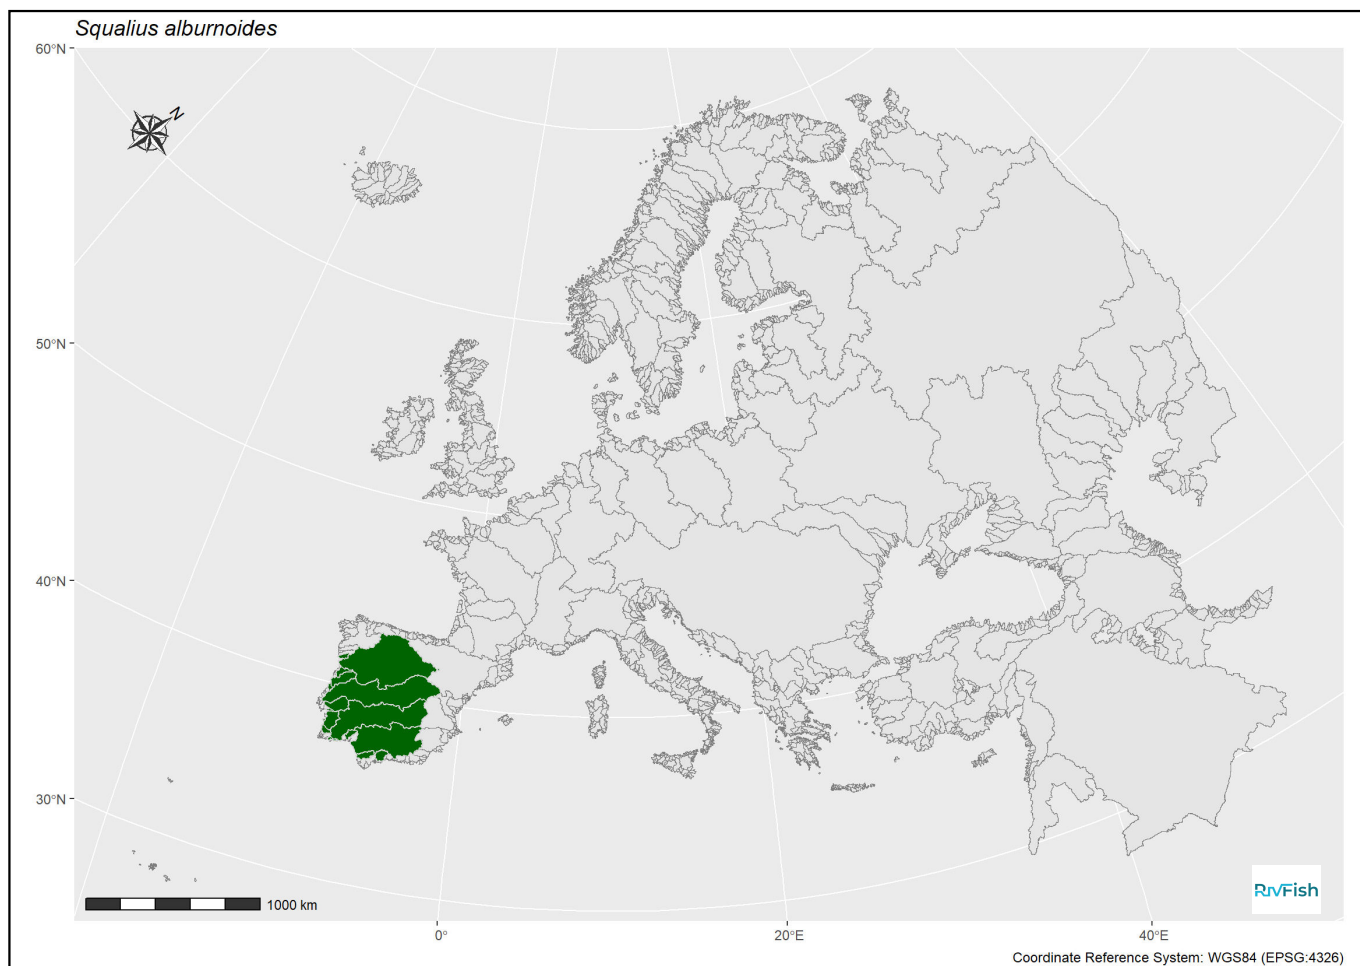 Squalius alburnoides
60°N
N
50°N
40°N
30°N
1000 km
RIVFISH
0°
20°E
40°E
Coordinate Reference System: WGS84 (EPSG:4326)